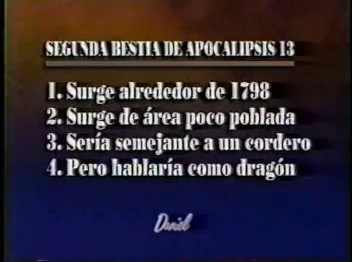 SEGUNDA BESTIA DE APOCALIPSIS 13
1. Surge alrededor de 1798
2. Surge de área poco poblada
3. Sería semejante a un cordero
4. Pero hablaría como dragón
Daniel